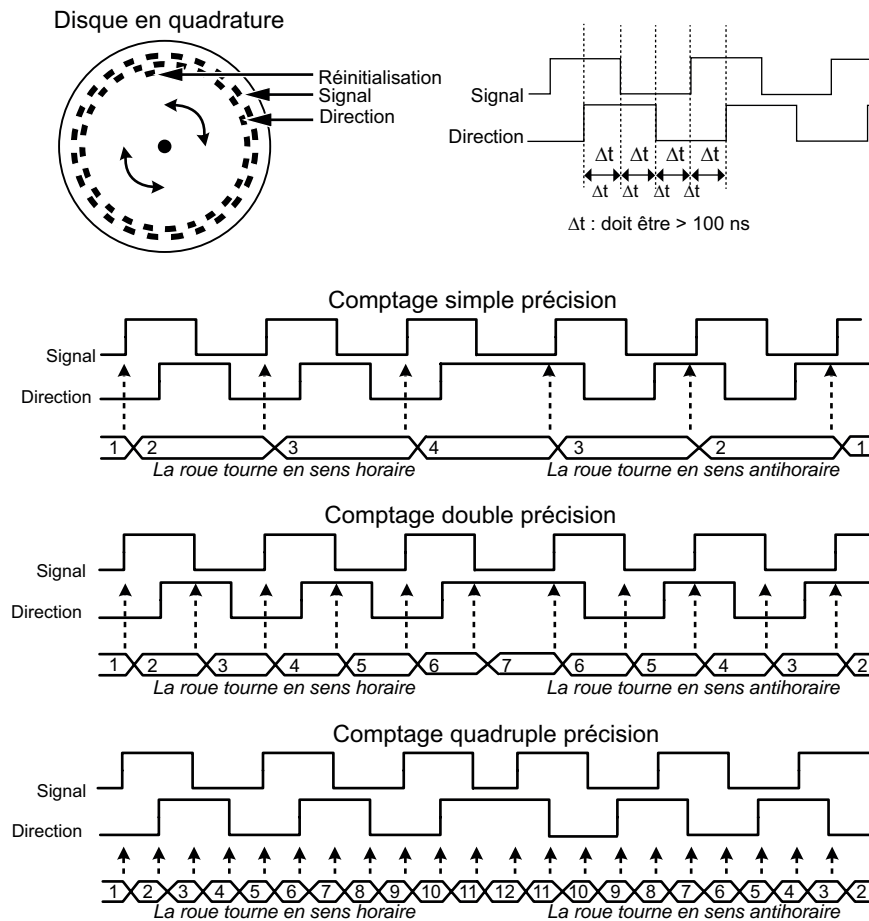 Disque en quadrature
Réinitialisation
Signal
Direction
Signal
Direction
Δt Δt Δt Δt
Δt Δt Δt Δt
Δt : doit être > 100 ns
Comptage simple précision
Signal
Direction
1 2 3 4 3 2 1
La roue tourne en sens horaire La roue tourne en sens antihoraire
Comptage double précision
Signal
Direction
1 2 3 4 5 6 7 6 5 4 3 2
La roue tourne en sens horaire La roue tourne en sens antihoraire
Comptage quadruple précision
Signal
Direction
1 2 3 4 5 6 7 8 9 10 11 12 11 10 9 8 7 6 5 4 3 2
La roue tourne en sens horaire La roue tourne en sens antihoraire